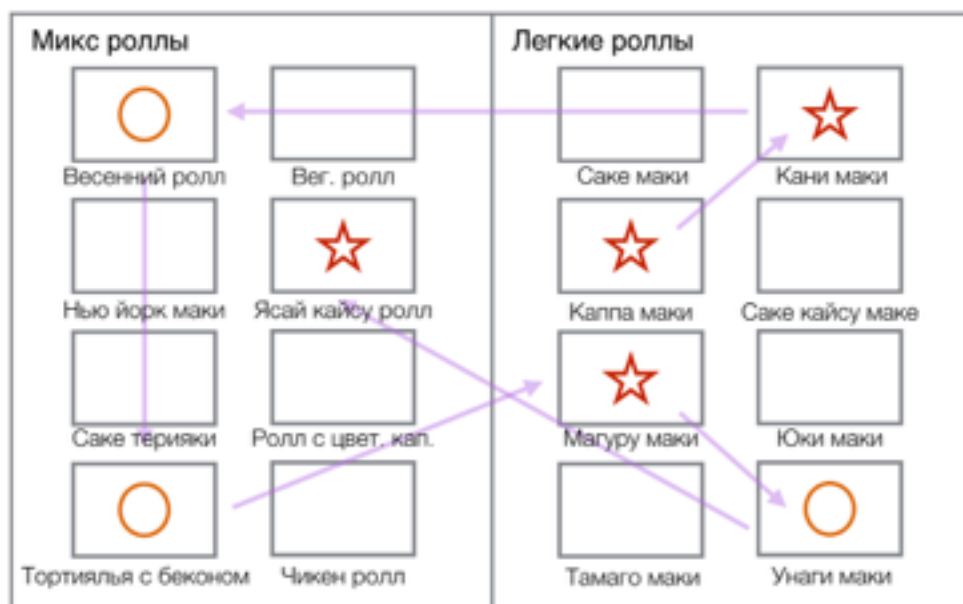 Микс роллы
Легкие роллы
Весенний ролл
Вег. ролл
Саке маки
Кани маки
Нью йорк маки
Ясай кайсу ролл
Каппа маки
Саке кайсу маке
Саке терияки
Ролл с цвет. кап.
Магуру маки
Юки маки
Тортиялья с беконом
Чикен ролл
Тамаго маки
Унаги маки